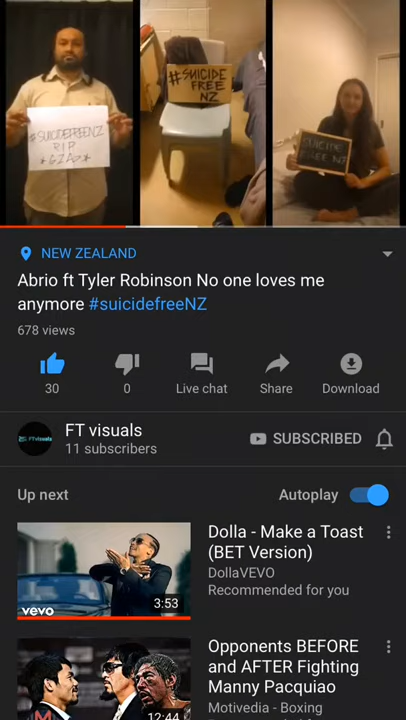 #SUICIDEFREENZ
RIP
#SUICIDE
FREE
NZ
SUICIDE
FREE NZ
NEW ZEALAND
Abrio ft Tyler Robinson No one loves me
anymore #suicidefreeNZ
678 views
30
0
Live chat
Share
Download
FT visuals
FT visuals
11 subscribers
SUBSCRIBED
Up next
Autoplay
vevo
3:53
Dolla - Make a Toast
(BET Version)
DollaVEVO
Recommended for you
M
12:44
Opponents BEFORE
and AFTER Fighting
Manny Pacquiao
Motivedia - Boxing